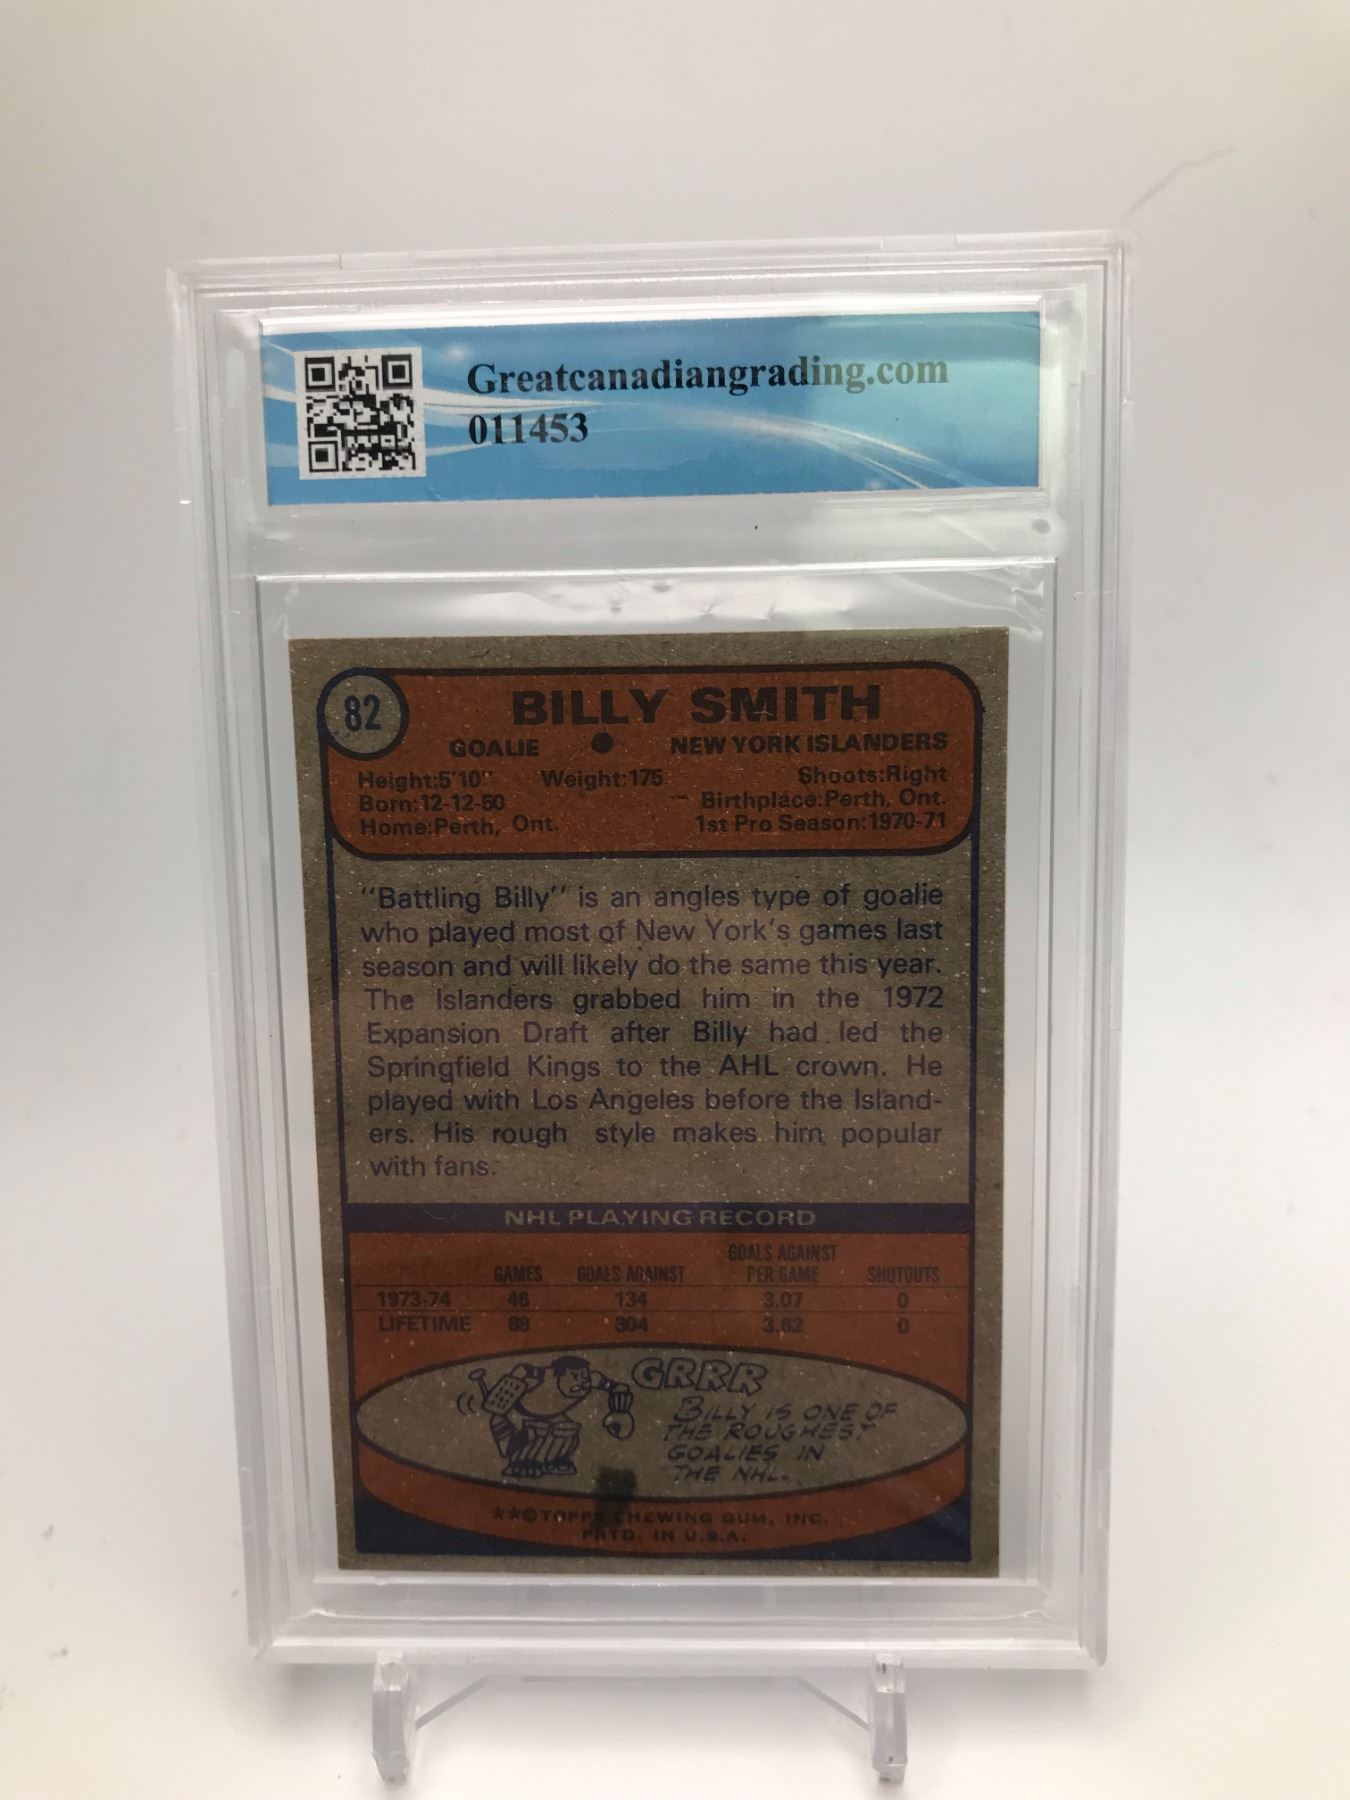 Greatcanadiangrading.com
011453
82
BILLY SMITH
GOALIE • NEW YORK ISLANDERS
Height:5'10" Weight:175 Shoots:Right
Born:12-12-50 Birthplace:Perth, Ont.
Home:Perth, Ont. 1st Pro Season:1970-71
"Battling Billy" is an angles type of goalie
who played most of New York's games last
season and will likely do the same this year.
The Islanders grabbed him in the 1972
Expansion Draft after Billy had led the
Springfield Kings to the AHL crown. He
played with Los Angeles before the Island-
ers. His rough style makes him popular
with fans.
NHL PLAYING RECORD
GOALS AGAINST
GAMES GOALS AGAINST PER GAME SHUTOUTS
1973-74 46 134 3.07 0
LIFETIME 88 304 3.62 0
GRRR
BILLY IS ONE OF
THE ROUGHEST
GOALIES IN
THE NHL.
**©TOPPS CHEWING GUM, INC.
PRTD. IN U.S.A.